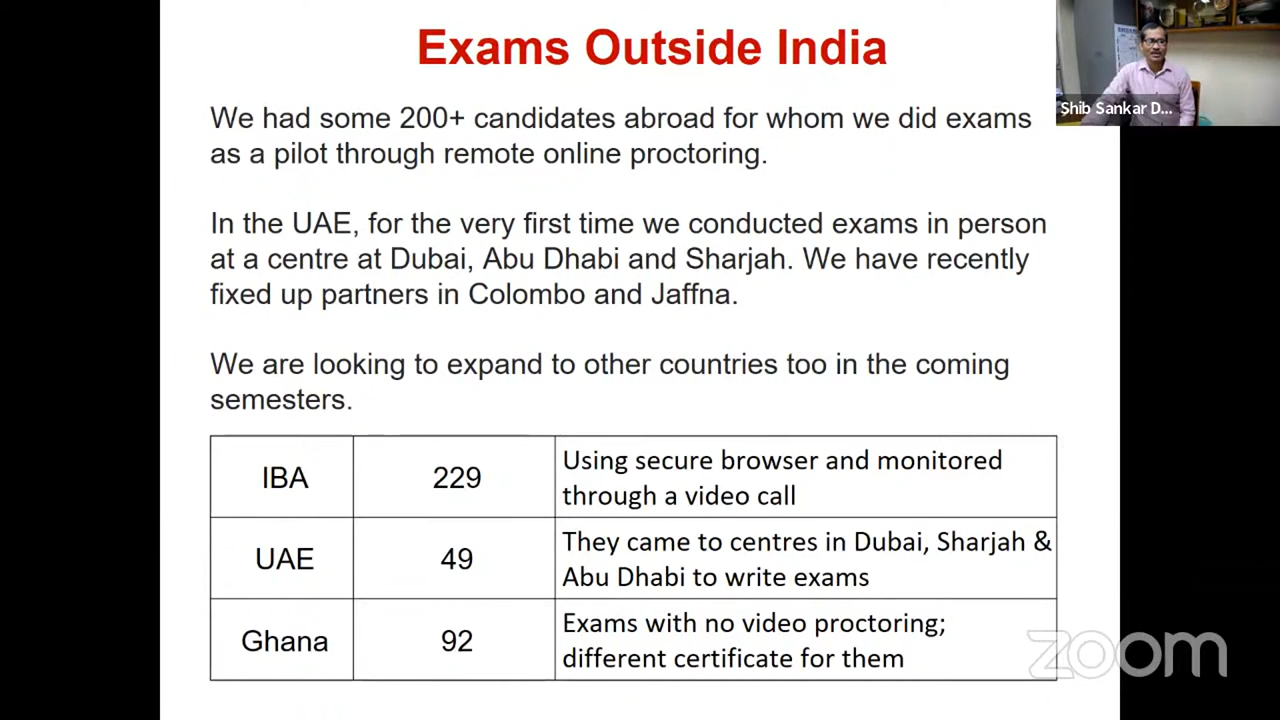 Exams Outside India
Shib Sankar D...
We had some 200+ candidates abroad for whom we did exams
as a pilot through remote online proctoring.
In the UAE, for the very first time we conducted exams in person
at a centre at Dubai, Abu Dhabi and Sharjah. We have recently
fixed up partners in Colombo and Jaffna.
We are looking to expand to other countries too in the coming
semesters.
IBA
229
Using secure browser and monitored
through a video call
UAE
49
They came to centres in Dubai, Sharjah &
Abu Dhabi to write exams
Ghana
92
Exams with no video proctoring;
different certificate for them
zoom